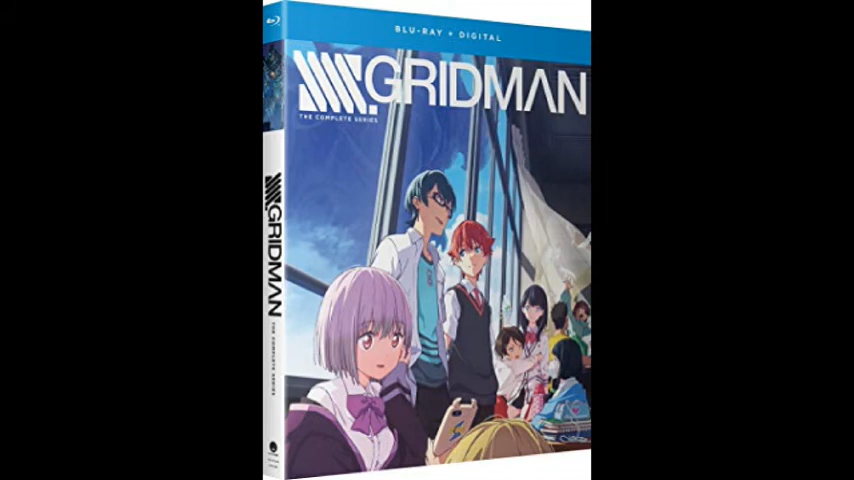 BLU-RAY + DIGITAL
SSSS.GRIDMAN
THE COMPLETE SERIES
SSSS.GRIDMAN
THE COMPLETE SERIES